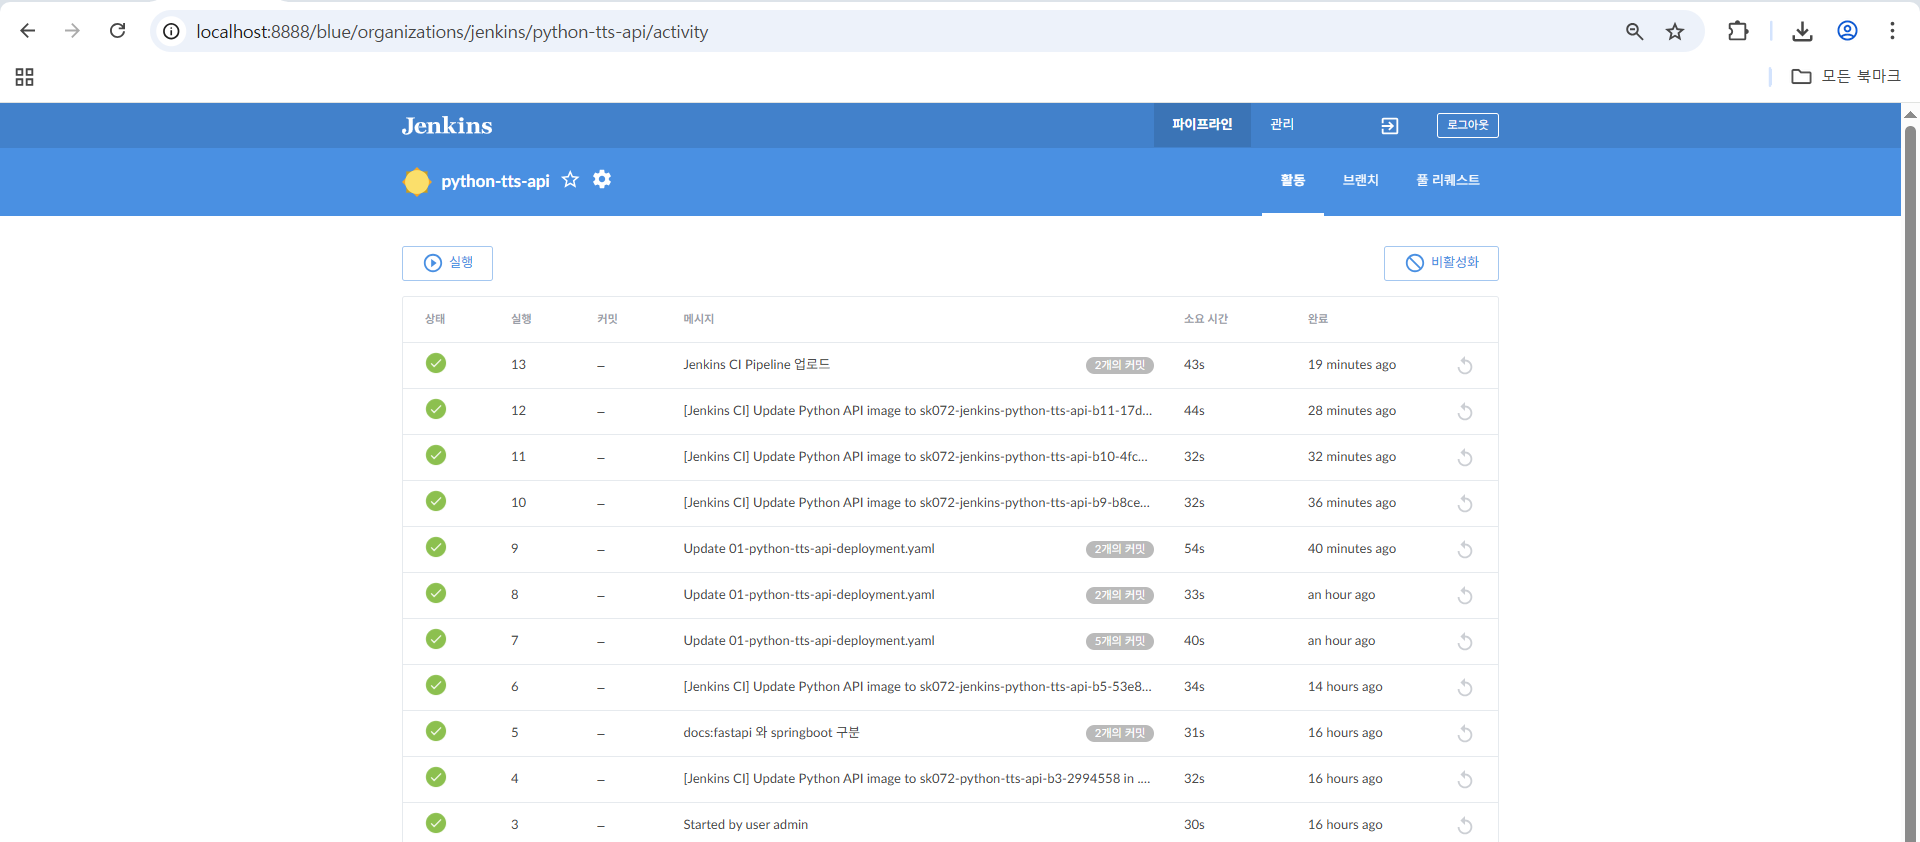 localhost:8888/blue/organizations/jenkins/python-tts-api/activity
모든 북마크
Jenkins 파이프라인 관리 로그아웃
python-tts-api 활동 브랜치 풀 리퀘스트
실행 비활성화
상태 실행 커밋 메시지 소요 시간 완료
13 – Jenkins CI Pipeline 업로드 2개의 커밋 43s 19 minutes ago
12 – [Jenkins CI] Update Python API image to sk072-jenkins-python-tts-api-b11-17d... 44s 28 minutes ago
11 – [Jenkins CI] Update Python API image to sk072-jenkins-python-tts-api-b10-4fc... 32s 32 minutes ago
10 – [Jenkins CI] Update Python API image to sk072-jenkins-python-tts-api-b9-b8ce... 32s 36 minutes ago
9 – Update 01-python-tts-api-deployment.yaml 2개의 커밋 54s 40 minutes ago
8 – Update 01-python-tts-api-deployment.yaml 2개의 커밋 33s an hour ago
7 – Update 01-python-tts-api-deployment.yaml 5개의 커밋 40s an hour ago
6 – [Jenkins CI] Update Python API image to sk072-jenkins-python-tts-api-b5-53e8... 34s 14 hours ago
5 – docs:fastapi 와 springboot 구분 2개의 커밋 31s 16 hours ago
4 – [Jenkins CI] Update Python API image to sk072-python-tts-api-b3-2994558 in .... 32s 16 hours ago
3 – Started by user admin 30s 16 hours ago